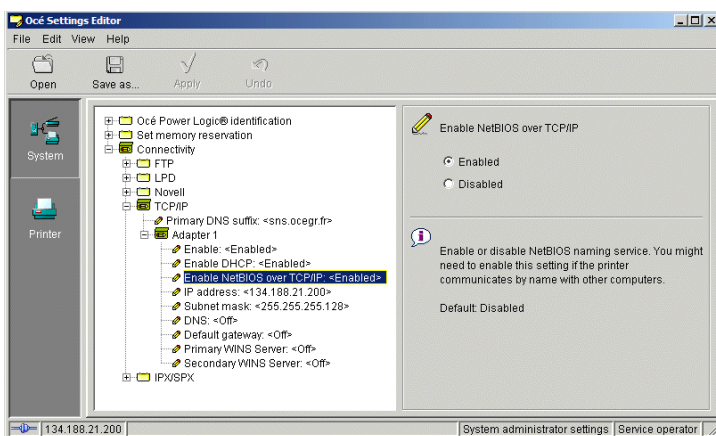 Océ Settings Editor
File Edit View Help
Open Save as... Apply Undo
System
Printer
Océ Power Logic® identification
Set memory reservation
Connectivity
FTP
LPD
Novell
TCP/IP
Primary DNS suffix: <sns.ocegr.fr>
Adapter 1
Enable: <Enabled>
Enable DHCP: <Enabled>
Enable NetBIOS over TCP/IP: <Enabled>
IP address: <134.188.21.200>
Subnet mask: <255.255.255.128>
DNS: <Off>
Default gateway: <Off>
Primary WINS Server: <Off>
Secondary WINS Server: <Off>
IPX/SPX
Enable NetBIOS over TCP/IP
Enabled
Disabled
Enable or disable NetBIOS naming service. You might
need to enable this setting if the printer
communicates by name with other computers.
Default: Disabled
134.188.21.200 System administrator settings Service operator